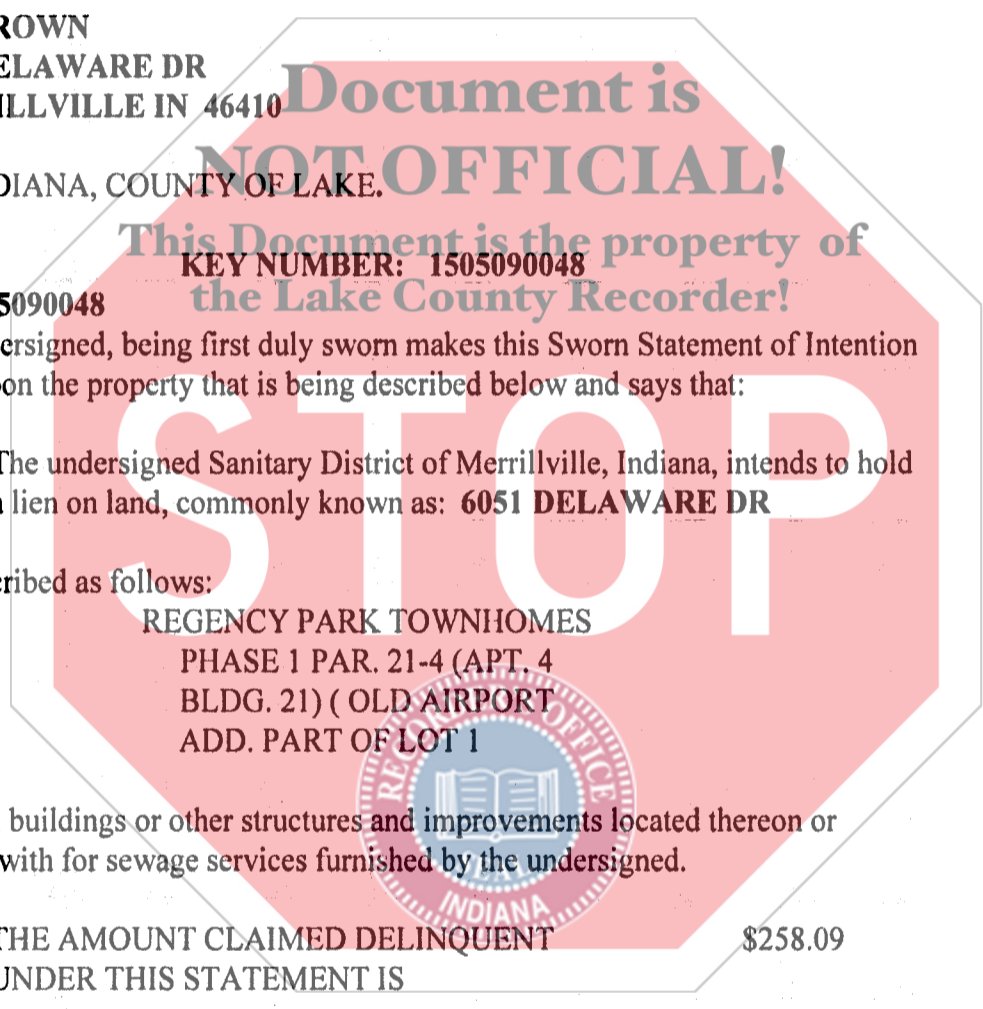 ROWN
ELAWARE DR
ILLVILLE IN 46410
Document is
NOT OFFICIAL!
DIANA, COUNTY OF LAKE.
This Document is the property of
the Lake County Recorder!
KEY NUMBER: 1505090048
5090048
ersigned, being first duly sworn makes this Sworn Statement of Intention
on the property that is being described below and says that:
STOP
The undersigned Sanitary District of Merrillville, Indiana, intends to hold
lien on land, commonly known as: 6051 DELAWARE DR
cribed as follows:
REGENCY PARK TOWNHOMES
PHASE 1 PAR. 21-4 (APT. 4
BLDG. 21) ( OLD AIRPORT
ADD. PART OF LOT 1
RECORDER'S OFFICE
SEAL
INDIANA
buildings or other structures and improvements located thereon or
with for sewage services furnished by the undersigned.
THE AMOUNT CLAIMED DELINQUENT $258.09
UNDER THIS STATEMENT IS